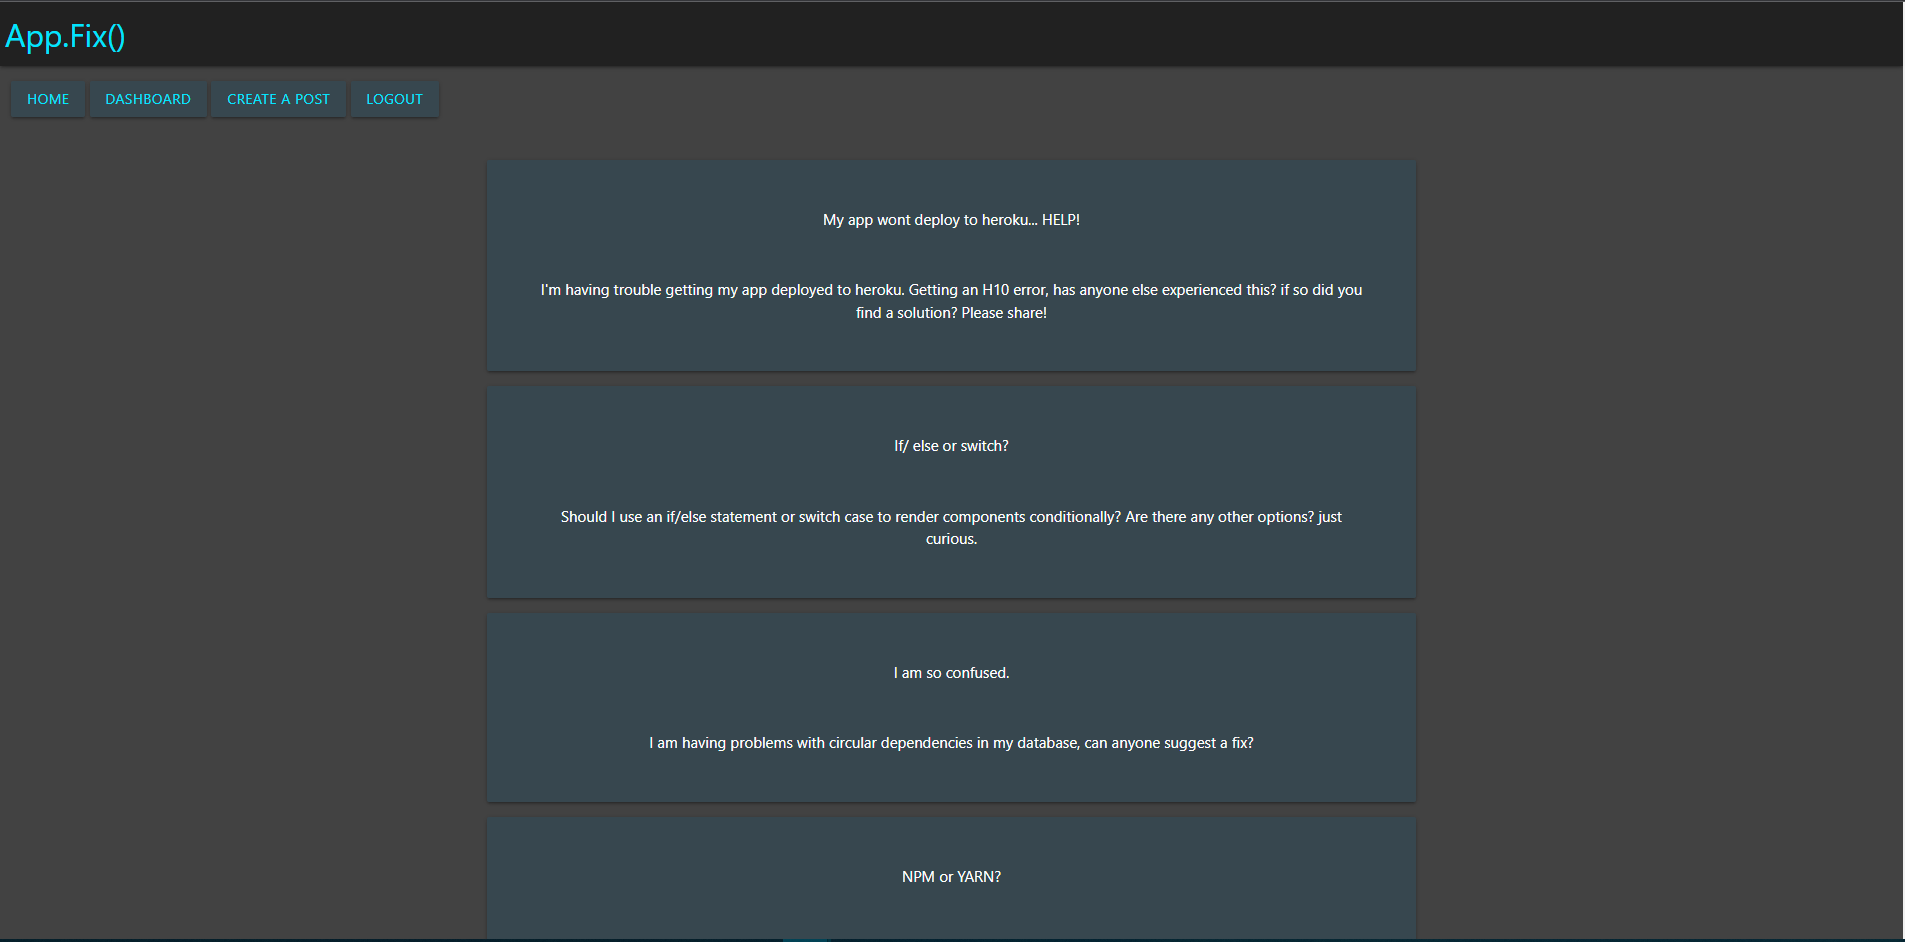 App.Fix()
HOME DASHBOARD CREATE A POST LOGOUT
My app wont deploy to heroku... HELP!
I'm having trouble getting my app deployed to heroku. Getting an H10 error, has anyone else experienced this? if so did you
find a solution? Please share!
If/ else or switch?
Should I use an if/else statement or switch case to render components conditionally? Are there any other options? just
curious.
I am so confused.
I am having problems with circular dependencies in my database, can anyone suggest a fix?
NPM or YARN?